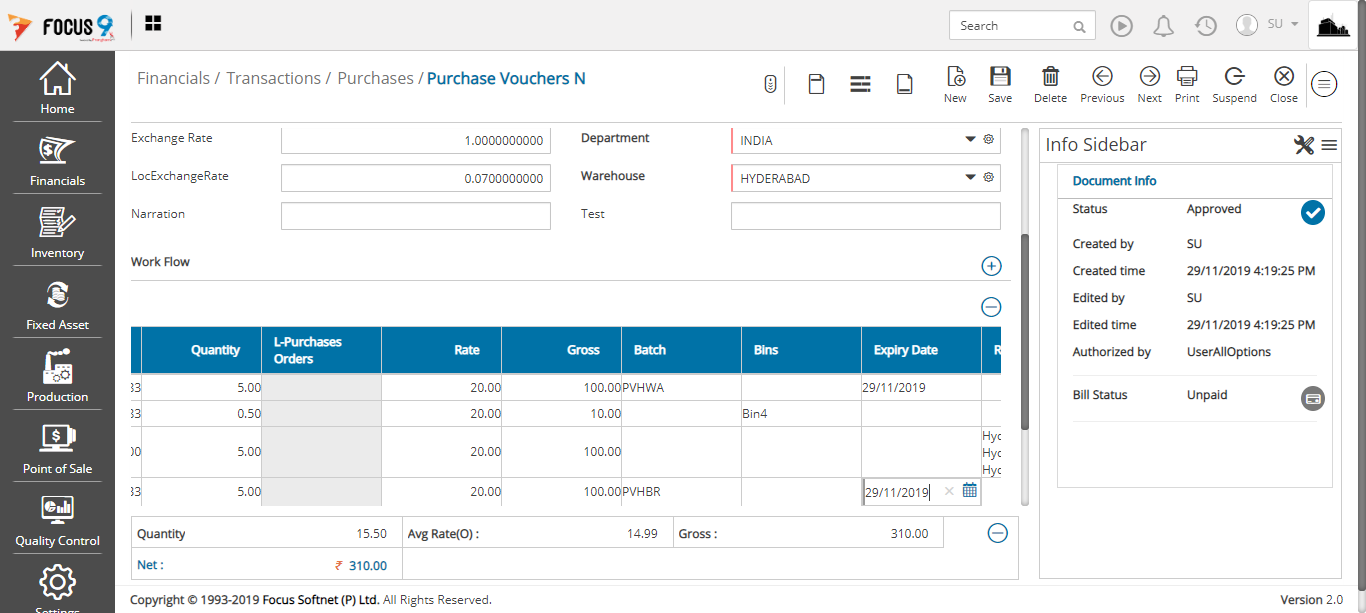 FOCUS 9
Search
SU
Home
Financials
Inventory
Fixed Asset
Production
Point of Sale
Quality Control
Settings
Financials / Transactions / Purchases / Purchase Vouchers N
New Save Delete Previous Next Print Suspend Close
Exchange Rate 1.0000000000 Department INDIA
LocExchangeRate 0.0700000000 Warehouse HYDERABAD
Narration Test
Work Flow
Quantity L-Purchases Orders Rate Gross Batch Bins Expiry Date R
33 5.00 20.00 100.00 PVHWA 29/11/2019
33 0.50 20.00 10.00 Bin4
00 5.00 20.00 100.00 Hyc
Hyc
Hyc
33 5.00 20.00 100.00 PVHBR 29/11/2019
Quantity 15.50 Avg Rate(O) : 14.99 Gross : 310.00
Net : ₹ 310.00
Info Sidebar
Document Info
Status Approved
Created by SU
Created time 29/11/2019 4:19:25 PM
Edited by SU
Edited time 29/11/2019 4:19:25 PM
Authorized by UserAllOptions
Bill Status Unpaid
Copyright © 1993-2019 Focus Softnet (P) Ltd. All Rights Reserved.
Version 2.0